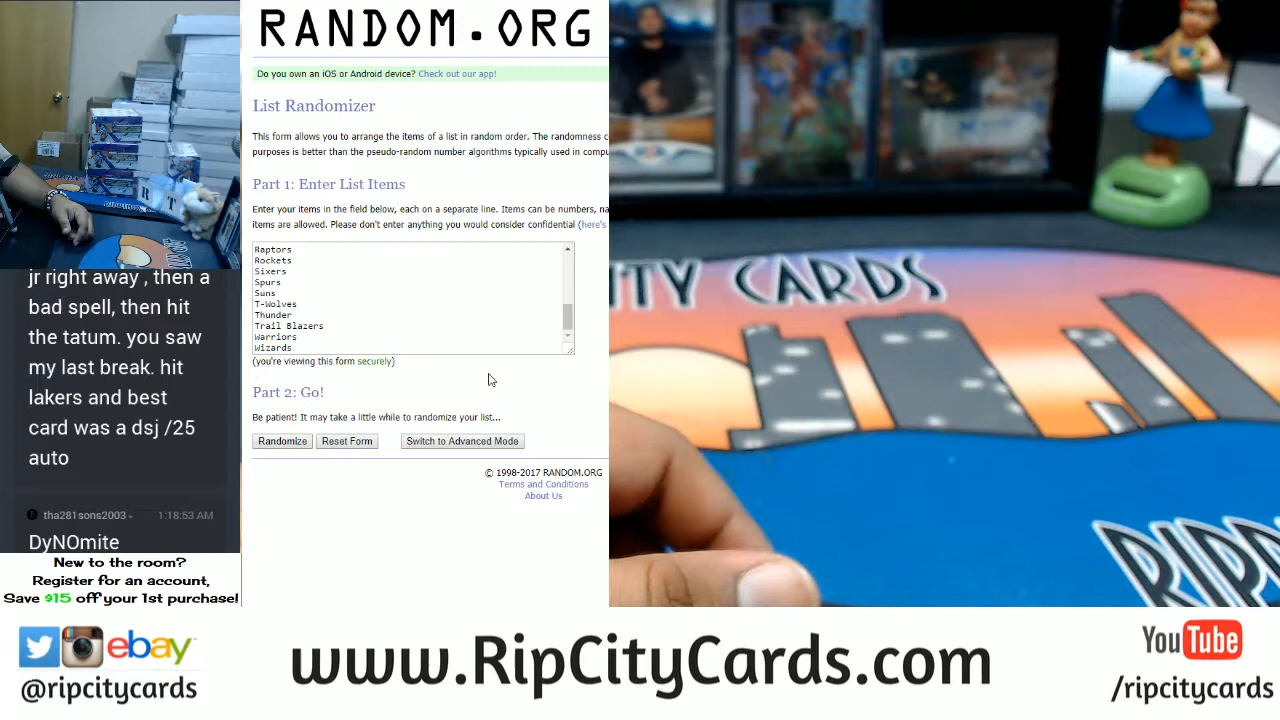 RANDOM.ORG
Do you own an iOS or Android device? Check out our app!
List Randomizer
This form allows you to arrange the items of a list in random order. The randomness c
purposes is better than the pseudo-random number algorithms typically used in compu
Part 1: Enter List Items
Enter your items in the field below, each on a separate line. Items can be numbers, na
items are allowed. Please don't enter anything you would consider confidential (here's
Raptors
Rockets
Sixers
Spurs
Suns
T-Wolves
Thunder
Trail Blazers
Warriors
Wizards
(you're viewing this form securely)
Part 2: Go!
Be patient! It may take a little while to randomize your list...
Randomize
Reset Form
Switch to Advanced Mode
© 1998-2017 RANDOM.ORG
Terms and Conditions
About Us
jr right away , then a
bad spell, then hit
the tatum. you saw
my last break. hit
lakers and best
card was a dsj /25
auto
tha281sons2003
1:18:53 AM
DyNOmite
New to the room?
Register for an account,
Save $15 off your 1st purchase!
ITY CARDS
RIPP
ebay
@ripcitycards
www.RipCityCards.com
YouTube
/ripcitycards